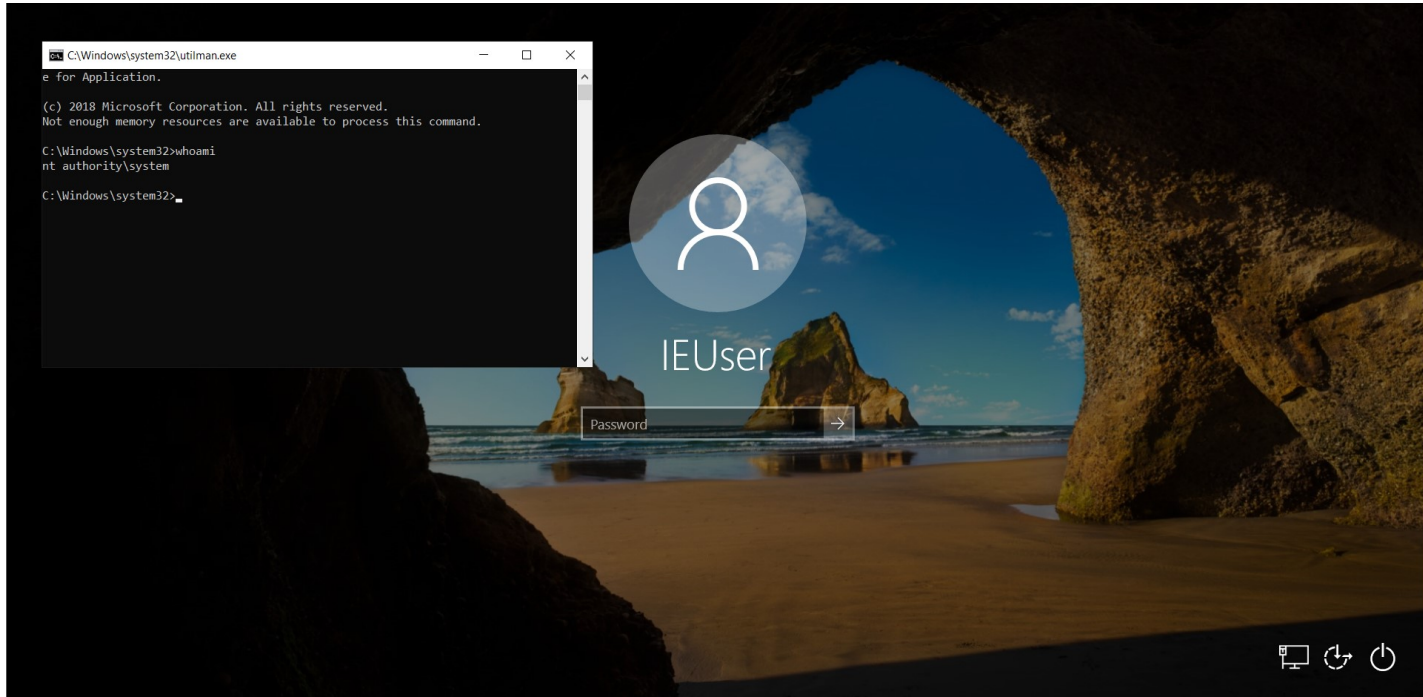 C:\Windows\system32\utilman.exe
e for Application.
(c) 2018 Microsoft Corporation. All rights reserved.
Not enough memory resources are available to process this command.
C:\Windows\system32>whoami
nt authority\system
C:\Windows\system32>
IEUser
Password